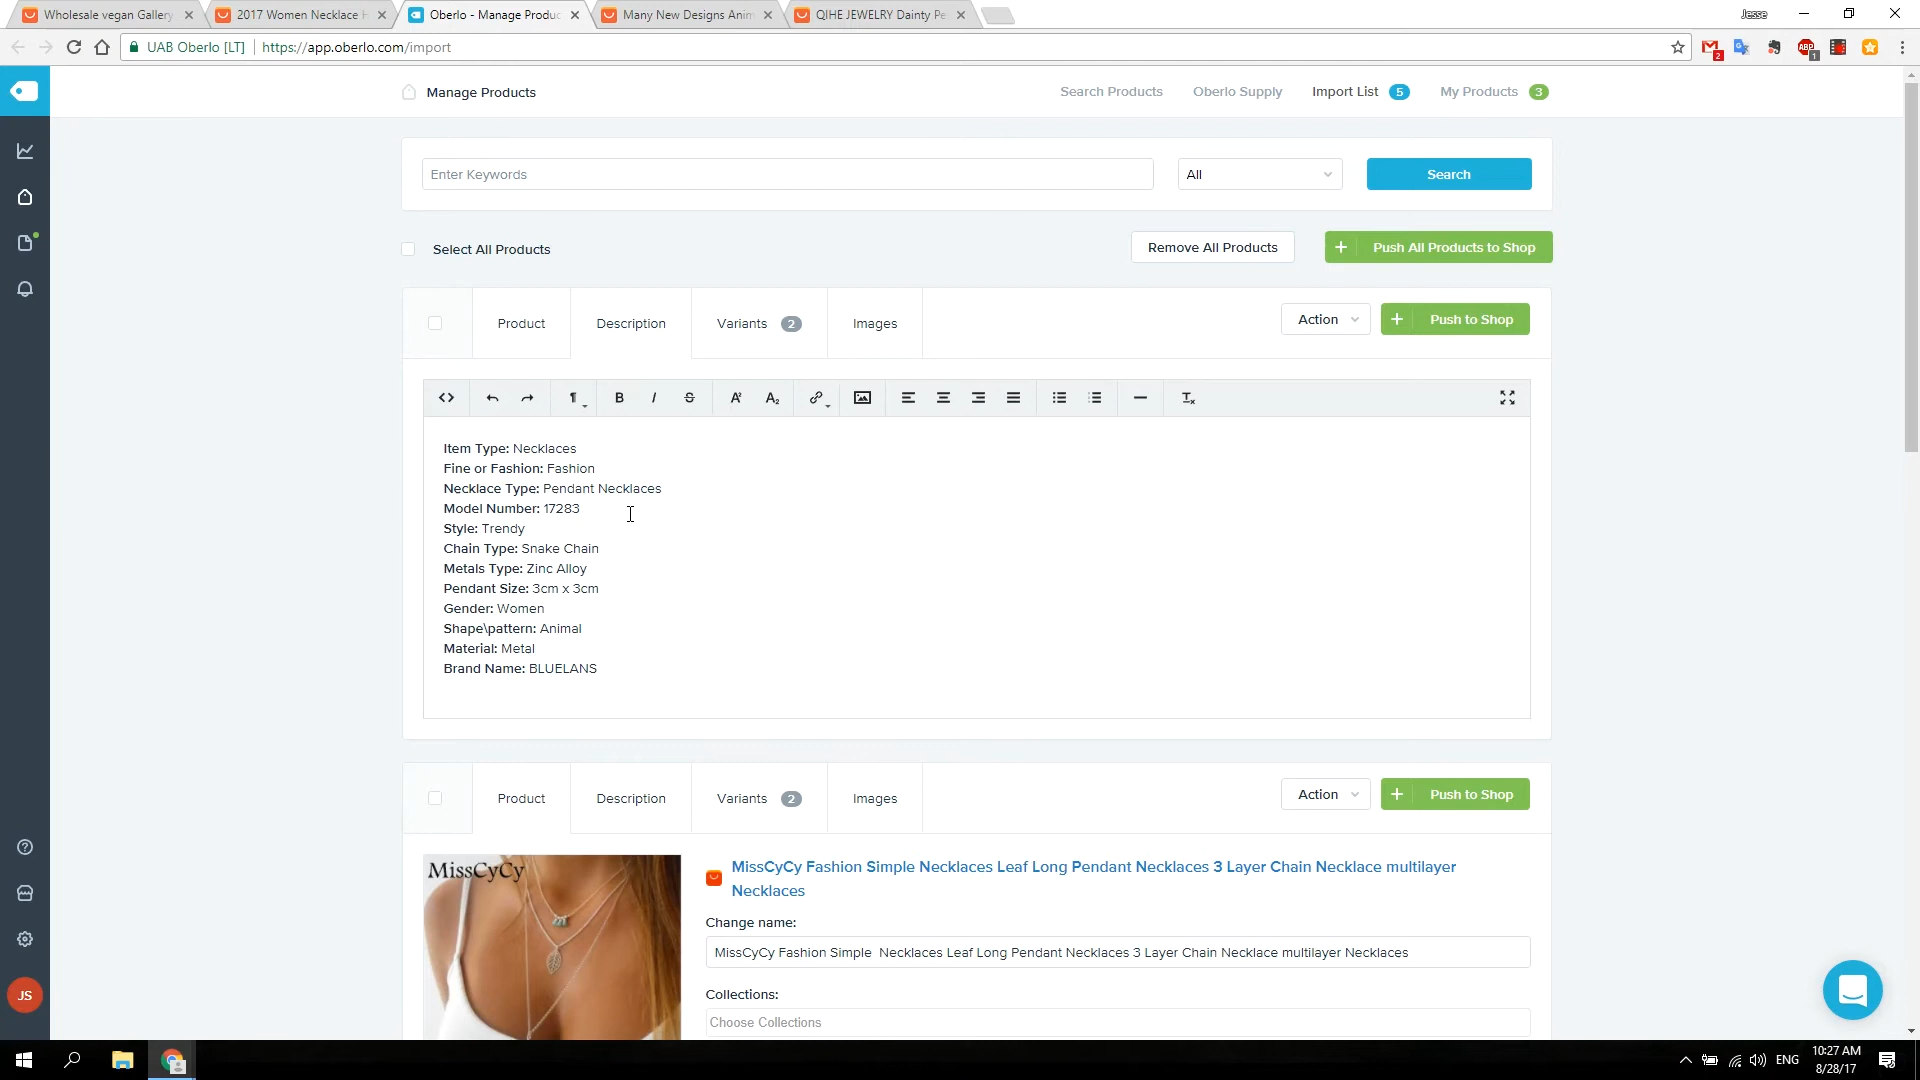 Wholesale vegan Gallery
2017 Women Necklace H
Oberlo - Manage Produc
Many New Designs Anim
QIHE JEWELRY Dainty Pe
Jesse
UAB Oberlo [LT] https://app.oberlo.com/import
2
ABP
1
Manage Products
Search Products
Oberlo Supply
Import List 5
My Products 3
Enter Keywords
All
Search
Select All Products
Remove All Products
+ Push All Products to Shop
Product
Description
Variants 2
Images
Action
+ Push to Shop
Item Type: Necklaces
Fine or Fashion: Fashion
Necklace Type: Pendant Necklaces
Model Number: 17283
Style: Trendy
Chain Type: Snake Chain
Metals Type: Zinc Alloy
Pendant Size: 3cm x 3cm
Gender: Women
Shape\pattern: Animal
Material: Metal
Brand Name: BLUELANS
Product
Description
Variants 2
Images
Action
+ Push to Shop
MissCyCy
MissCyCy Fashion Simple Necklaces Leaf Long Pendant Necklaces 3 Layer Chain Necklace multilayer
Necklaces
Change name:
MissCyCy Fashion Simple  Necklaces Leaf Long Pendant Necklaces 3 Layer Chain Necklace multilayer Necklaces
Collections:
Choose Collections
JS
ENG
10:27 AM
8/28/17